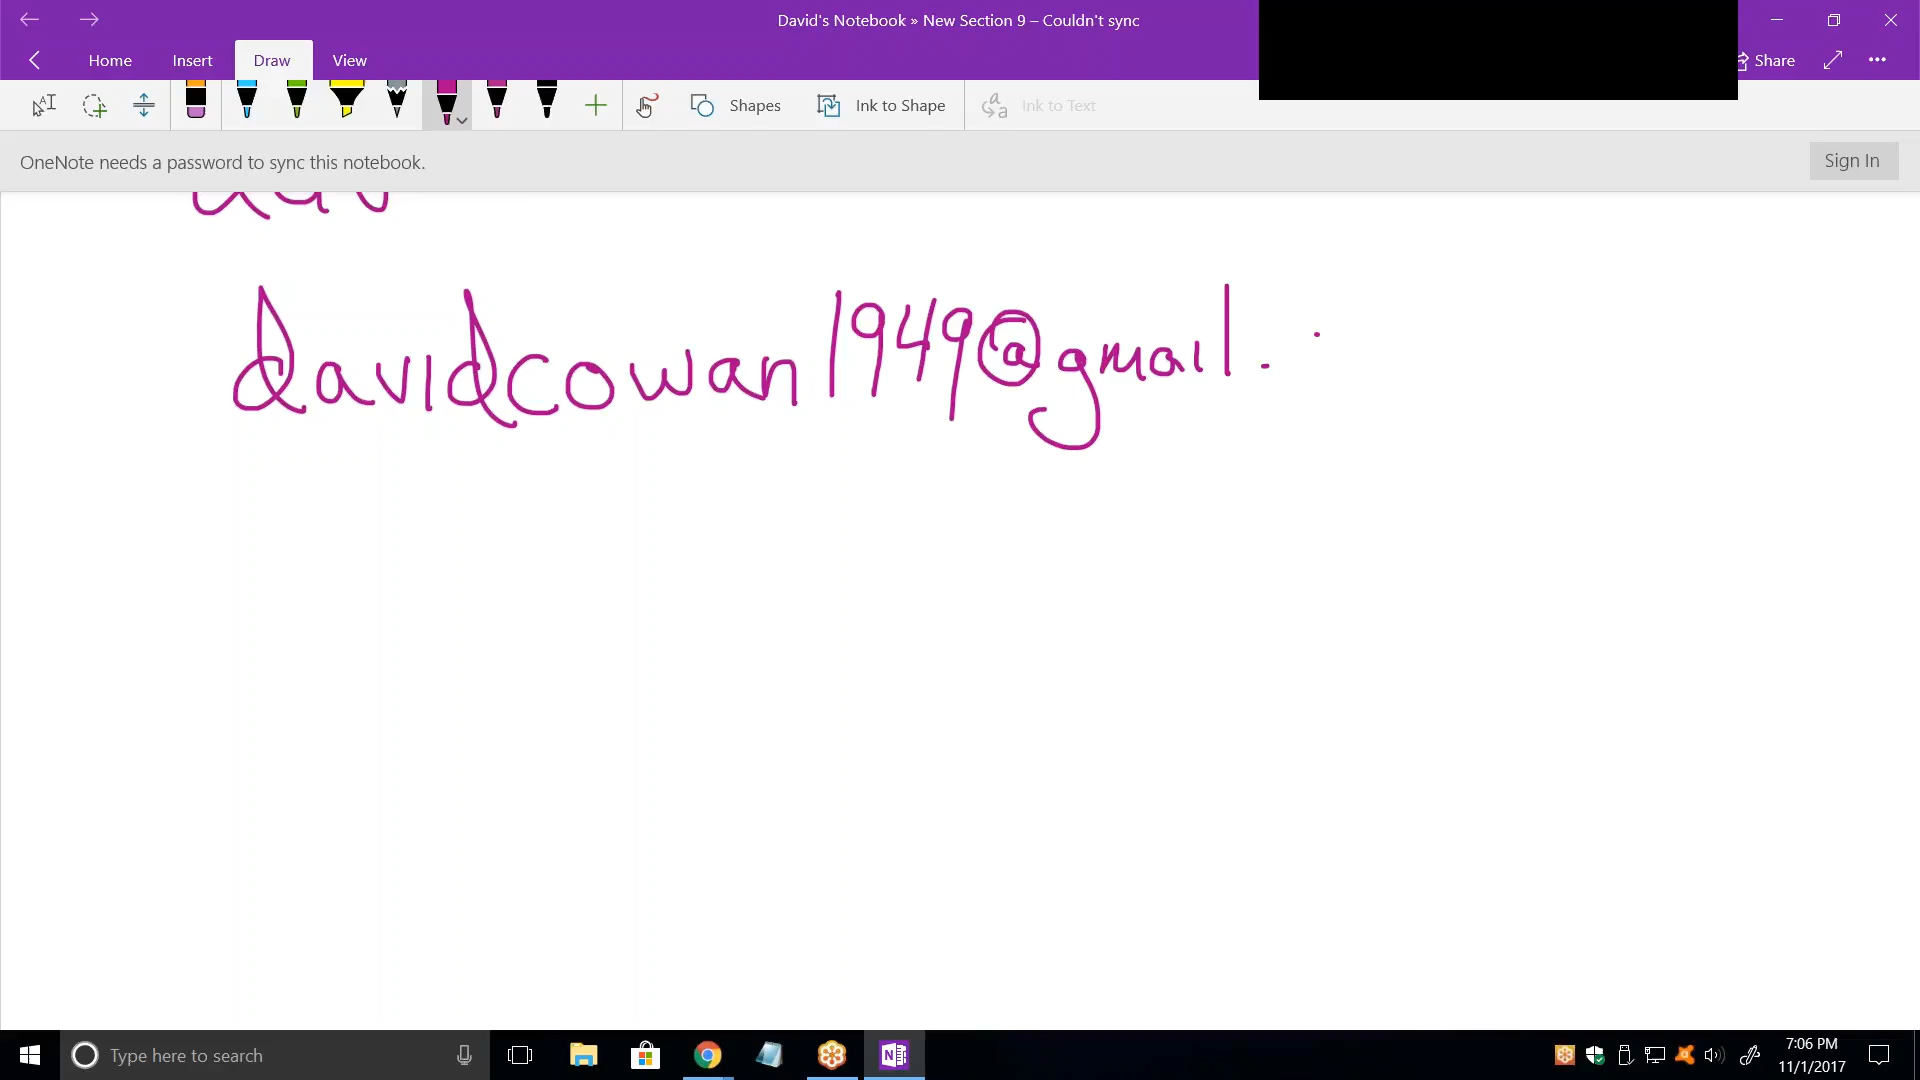 David's Notebook » New Section 9 – Couldn't sync
Home Insert Draw View Share
Shapes Ink to Shape Ink to Text
OneNote needs a password to sync this notebook. Sign In
davidcowan1949@gmail.
Type here to search
7:06 PM
11/1/2017